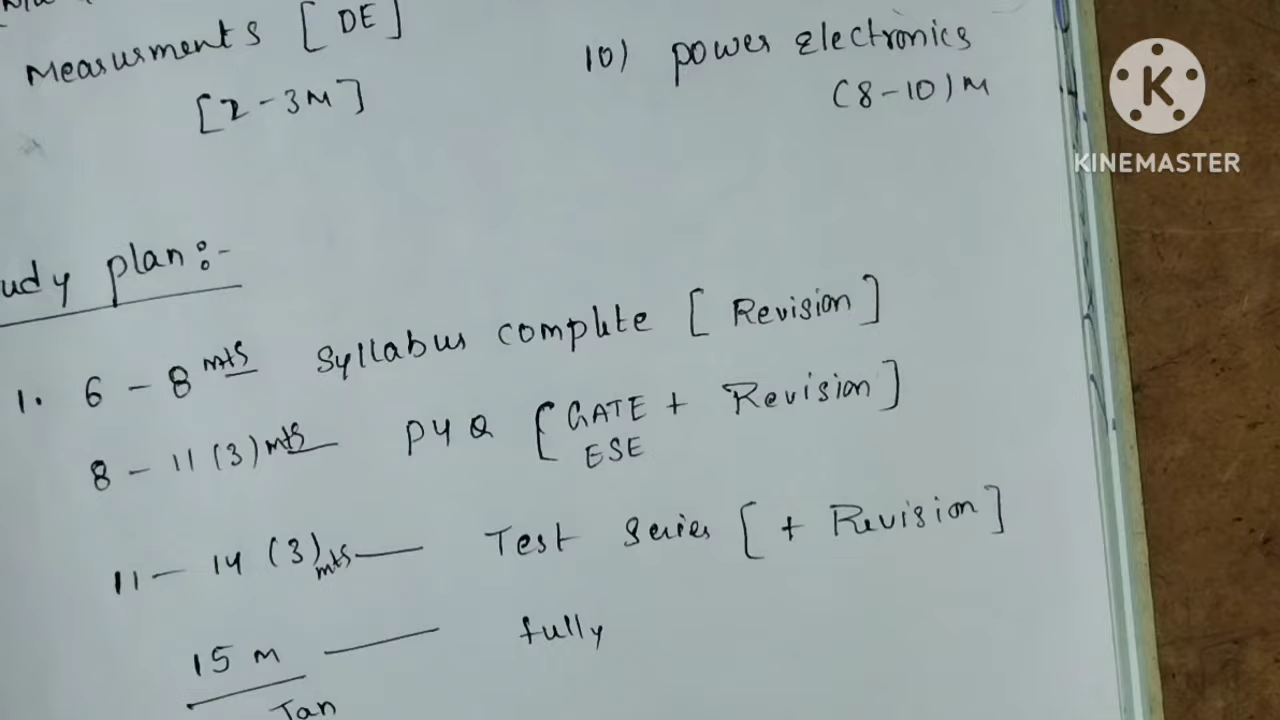 Measusments [DE]
[2 - 3M]
10) power electronics
(8-10) M
K
KINEMASTER
udy plan:-
1. 6 - 8 mts syllabus complete [Revision]
8 - 11 (3) mts — PYQ [GATE + Revision]
ESE
11 - 14 (3) mts — Test series [+ Revision]
15 M — fully
Jan